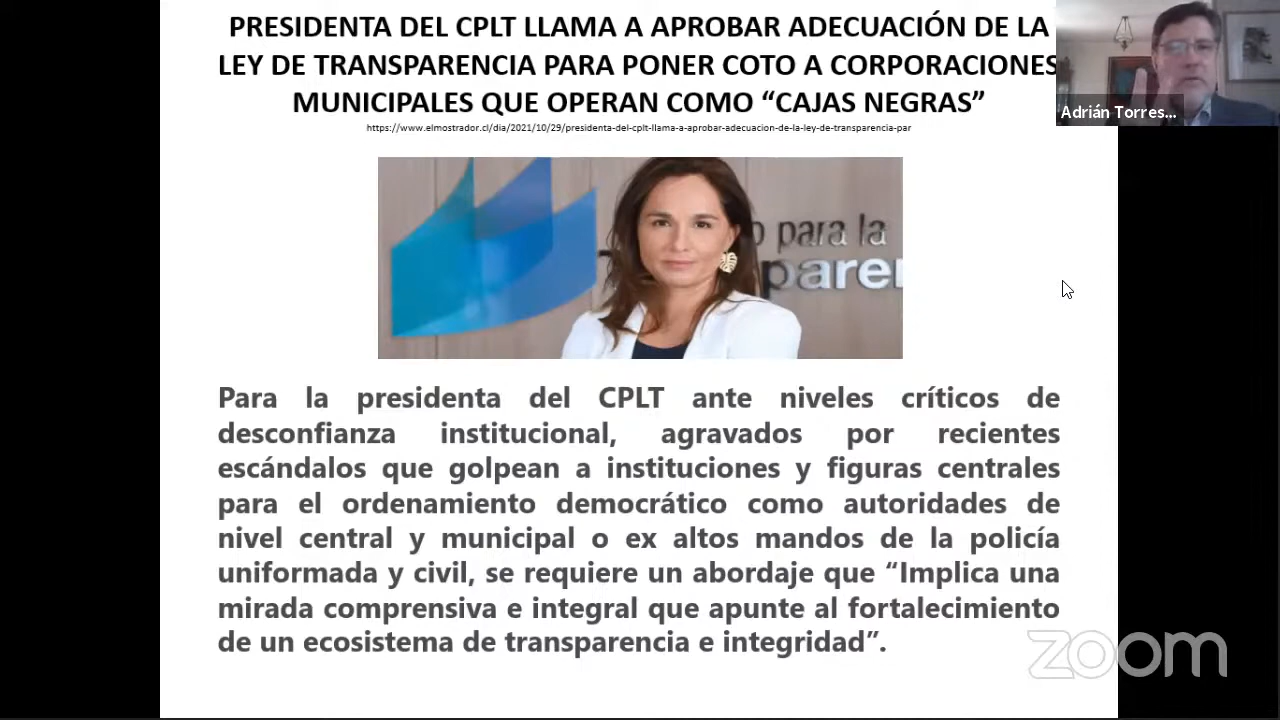 PRESIDENTA DEL CPLT LLAMA A APROBAR ADECUACIÓN DE LA
LEY DE TRANSPARENCIA PARA PONER COTO A CORPORACIONES
MUNICIPALES QUE OPERAN COMO “CAJAS NEGRAS”
https://www.elmostrador.cl/dia/2021/10/29/presidenta-del-cplt-llama-a-aprobar-adecuacion-de-la-ley-de-transparencia-par
Adrián Torres...
o para la
parer
Para la presidenta del CPLT ante niveles críticos de
desconfianza institucional, agravados por recientes
escándalos que golpean a instituciones y figuras centrales
para el ordenamiento democrático como autoridades de
nivel central y municipal o ex altos mandos de la policía
uniformada y civil, se requiere un abordaje que “Implica una
mirada comprensiva e integral que apunte al fortalecimiento
de un ecosistema de transparencia e integridad”.
zoom